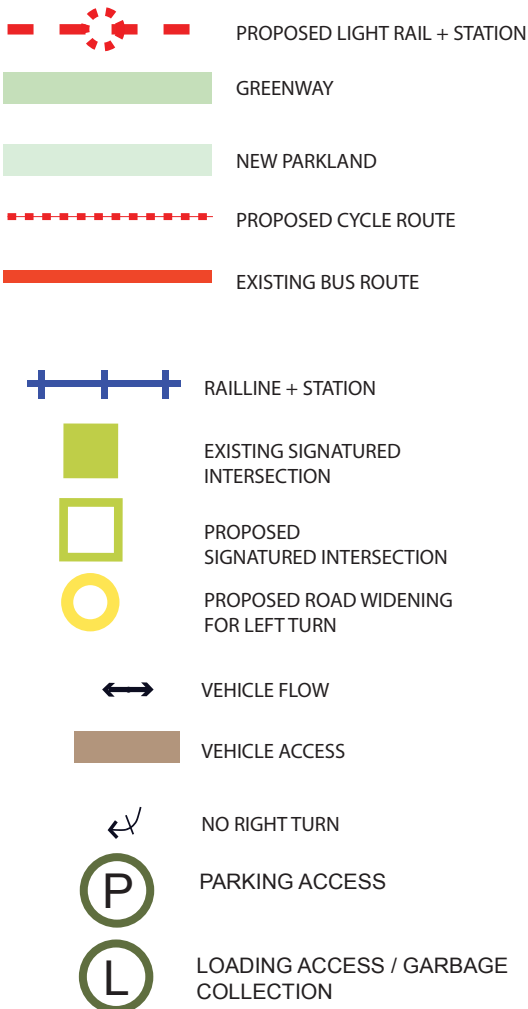 PROPOSED LIGHT RAIL + STATION
GREENWAY
NEW PARKLAND
PROPOSED CYCLE ROUTE
EXISTING BUS ROUTE
RAILLINE + STATION
EXISTING SIGNATURED
INTERSECTION
PROPOSED
SIGNATURED INTERSECTION
PROPOSED ROAD WIDENING
FOR LEFT TURN
VEHICLE FLOW
VEHICLE ACCESS
NO RIGHT TURN
P PARKING ACCESS
L LOADING ACCESS / GARBAGE
COLLECTION